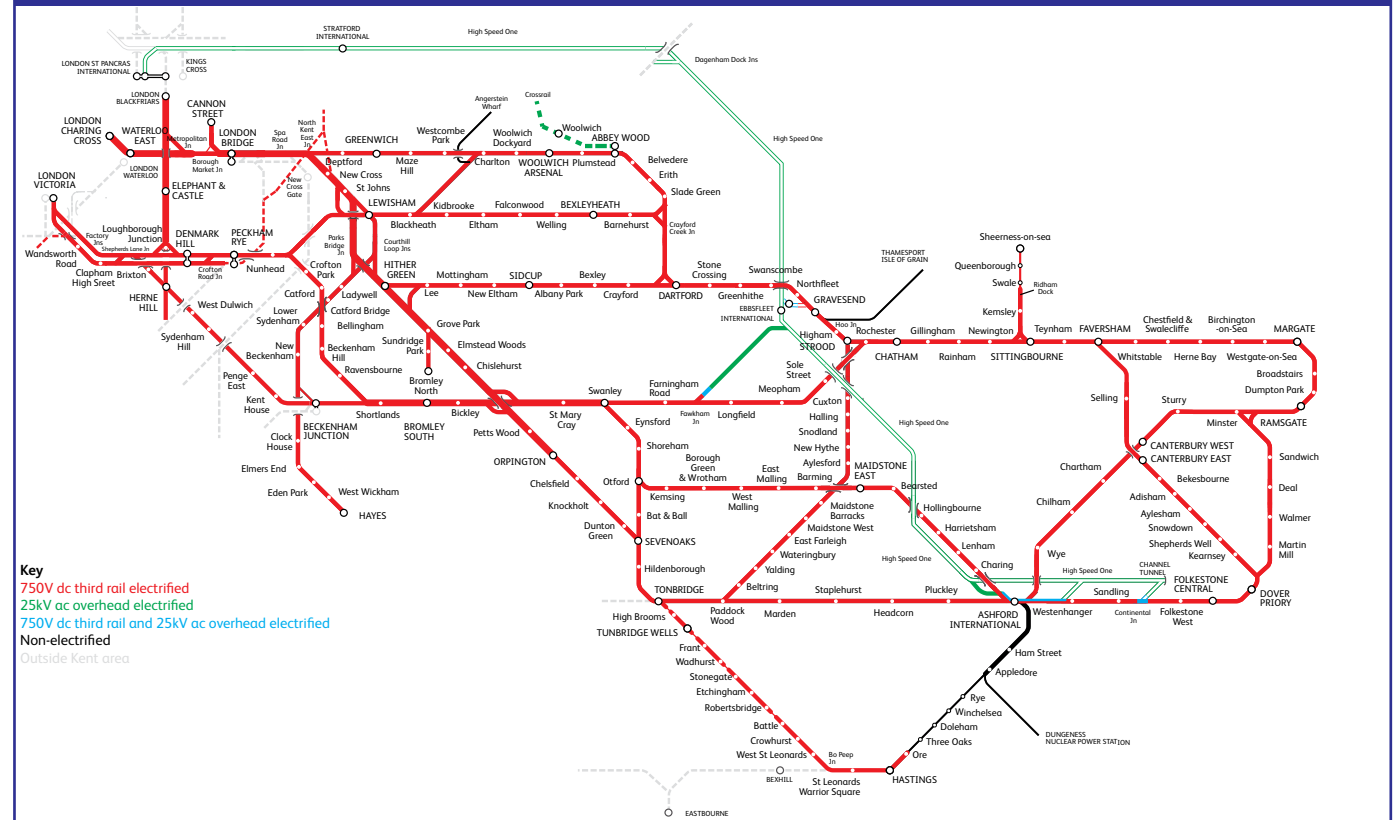 STRATFORD
INTERNATIONAL
High Speed One
LONDON ST PANCRAS
INTERNATIONAL
KINGS
CROSS
Dagenham Dock Jns
LONDON
BLACKFRIARS
CANNON
STREET
Angerstein
Wharf
Crossrail
LONDON
CHARING
CROSS
WATERLOO
EAST
Metropolitan
Jn
LONDON
BRIDGE
Borough
Market Jn
Spa
Road
Jn
North
Kent
East
Jn
GREENWICH
Westcombe
Park
Woolwich
Dockyard
Woolwich
ABBEY WOOD
High Speed One
LONDON
WATERLOO
Deptford
Maze
Hill
Charlton
WOOLWICH
ARSENAL
Plumstead
Belvedere
Erith
Slade Green
LONDON
VICTORIA
ELEPHANT &
CASTLE
New
Cross
Gate
New Cross
St Johns
LEWISHAM
Kidbrooke
Falconwood
BEXLEYHEATH
Blackheath
Eltham
Welling
Barnehurst
Crayford
Creek Jn
Factory
Jns
Shepherds Lane Jn
Loughborough
Junction
DENMARK
HILL
PECKHAM
RYE
Parks
Bridge
Jn
Courthill
Loop Jns
Sheerness-on-sea
Wandsworth
Road
Clapham
High Sreet
Brixton
Crofton
Road Jn
Nunhead
Crofton
Park
HITHER
GREEN
Mottingham
SIDCUP
Bexley
Stone
Crossing
Swanscombe
THAMESPORT
ISLE OF GRAIN
Queenborough
Swale
Ridham
Dock
Kemsley
HERNE
HILL
West Dulwich
Catford
Ladywell
Lee
New Eltham
Albany Park
Crayford
DARTFORD
Greenhithe
Northfleet
GRAVESEND
EBBSFLEET
INTERNATIONAL
Lower
Sydenham
Catford Bridge
Bellingham
Grove Park
Hoo Jn
Higham
STROOD
Rochester
Gillingham
Newington
Teynham
FAVERSHAM
Chestfield &
Swalecliffe
Birchington
-on-Sea
MARGATE
Sydenham
Hill
New
Beckenham
Beckenham
Hill
Ravensbourne
Sundridge
Park
Elmstead Woods
Chislehurst
CHATHAM
Rainham
SITTINGBOURNE
Whitstable
Herne Bay
Westgate-on-Sea
Broadstairs
Dumpton Park
Penge
East
Kent
House
Bromley
North
Swanley
Farningham
Road
Sole
Street
Meopham
Selling
Sturry
BECKENHAM
JUNCTION
Shortlands
BROMLEY
SOUTH
Bickley
Petts Wood
St Mary
Cray
Eynsford
Fawkham
Jn
Longfield
Cuxton
Halling
Snodland
High Speed One
Minster
RAMSGATE
Clock
House
Elmers End
Eden Park
West Wickham
HAYES
ORPINGTON
Chelsfield
Knockholt
Dunton
Green
Shoreham
Otford
Borough
Green
& Wrotham
East
Malling
New Hythe
Aylesford
Barming
MAIDSTONE
EAST
Bearsted
CANTERBURY WEST
CANTERBURY EAST
Chartham
Bekesbourne
Sandwich
Kemsing
West
Malling
Maidstone
Barracks
Maidstone West
Hollingbourne
Chilham
Adisham
Aylesham
Snowdown
Deal
Bat & Ball
East Farleigh
Wateringbury
Harrietsham
Lenham
Walmer
SEVENOAKS
Hildenborough
Yalding
Beltring
High Speed One
Charing
Wye
Shepherds Well
Kearnsey
Martin
Mill
High Speed One
CHANNEL
TUNNEL
Key
750V dc third rail electrified
25kV ac overhead electrified
750V dc third rail and 25kV ac overhead electrified
Non-electrified
Outside Kent area
TONBRIDGE
Paddock
Wood
Marden
Staplehurst
Headcorn
Pluckley
ASHFORD
INTERNATIONAL
Westenhanger
Sandling
Continental
Jn
FOLKESTONE
CENTRAL
Folkestone
West
DOVER
PRIORY
High Brooms
TUNBRIDGE WELLS
Frant
Wadhurst
Stonegate
Etchingham
Robertsbridge
Battle
Crowhurst
West St Leonards
Ham Street
Appledore
Rye
Winchelsea
Doleham
Three Oaks
Ore
DUNGENESS
NUCLEAR POWER STATION
Bo Peep
Jn
BEXHILL
St Leonards
Warrior Square
HASTINGS
EASTBOURNE